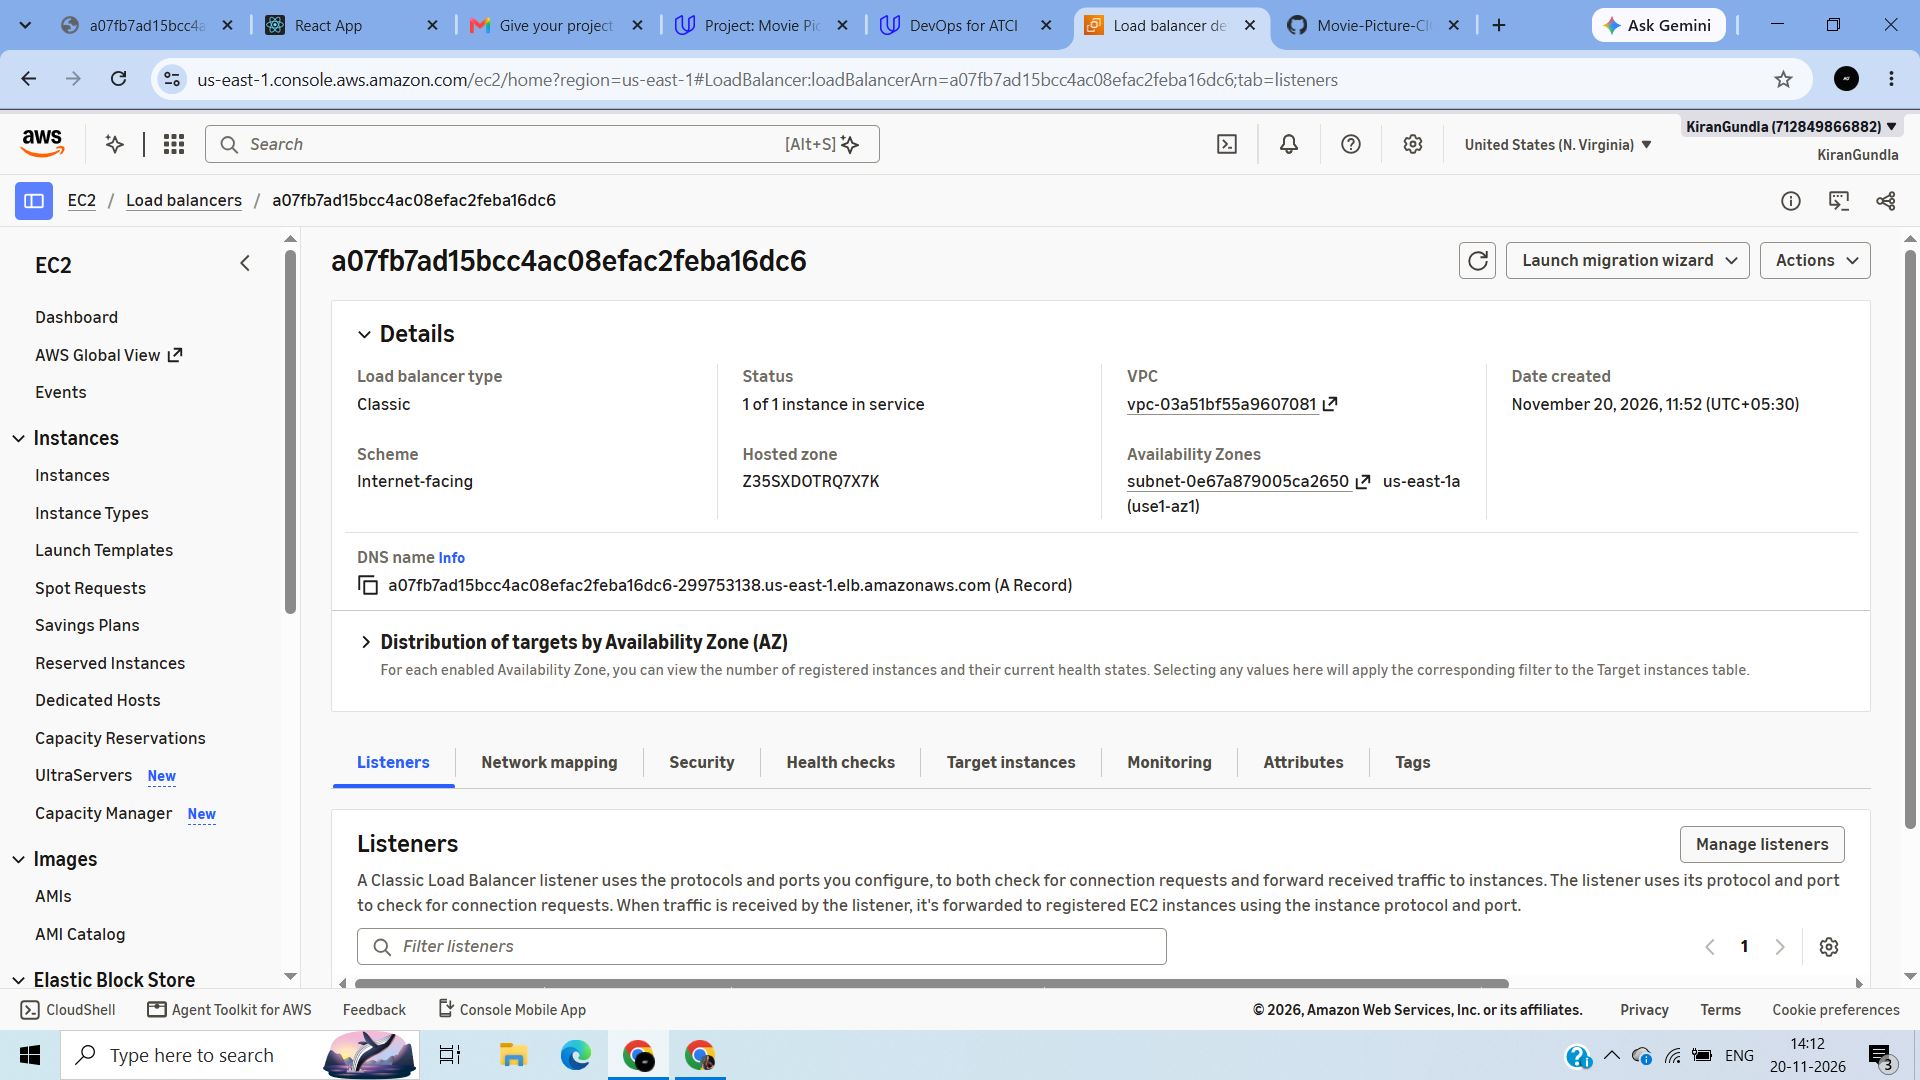 a07fb7ad15bcc4a
React App
Give your project
Project: Movie Pic
DevOps for ATCI
Load balancer de
Movie-Picture-CI
Ask Gemini
us-east-1.console.aws.amazon.com/ec2/home?region=us-east-1#LoadBalancer:loadBalancerArn=a07fb7ad15bcc4ac08efac2feba16dc6;tab=listeners
aws
Search
[Alt+S]
United States (N. Virginia)
KiranGundla (712849866882)
KiranGundla
EC2 / Load balancers / a07fb7ad15bcc4ac08efac2feba16dc6
EC2
Dashboard
AWS Global View
Events
Instances
Instances
Instance Types
Launch Templates
Spot Requests
Savings Plans
Reserved Instances
Dedicated Hosts
Capacity Reservations
UltraServers New
Capacity Manager New
Images
AMIs
AMI Catalog
Elastic Block Store
a07fb7ad15bcc4ac08efac2feba16dc6
Launch migration wizard
Actions
Details
Load balancer type
Classic
Status
1 of 1 instance in service
VPC
vpc-03a51bf55a9607081
Date created
November 20, 2026, 11:52 (UTC+05:30)
Scheme
Internet-facing
Hosted zone
Z35SXDOTRQ7X7K
Availability Zones
subnet-0e67a879005ca2650 us-east-1a
(use1-az1)
DNS name Info
a07fb7ad15bcc4ac08efac2feba16dc6-299753138.us-east-1.elb.amazonaws.com (A Record)
Distribution of targets by Availability Zone (AZ)
For each enabled Availability Zone, you can view the number of registered instances and their current health states. Selecting any values here will apply the corresponding filter to the Target instances table.
Listeners
Network mapping
Security
Health checks
Target instances
Monitoring
Attributes
Tags
Listeners
Manage listeners
A Classic Load Balancer listener uses the protocols and ports you configure, to both check for connection requests and forward received traffic to instances. The listener uses its protocol and port
to check for connection requests. When traffic is received by the listener, it's forwarded to registered EC2 instances using the instance protocol and port.
Filter listeners
1
CloudShell
Agent Toolkit for AWS
Feedback
Console Mobile App
© 2026, Amazon Web Services, Inc. or its affiliates.
Privacy
Terms
Cookie preferences
Type here to search
ENG
14:12
20-11-2026
3